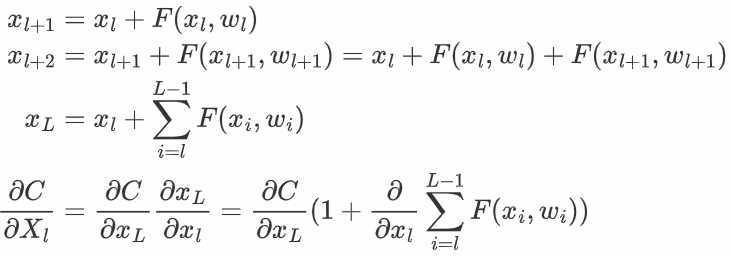 x_{l+1} = x_l + F(x_l, w_l)
x_{l+2} = x_{l+1} + F(x_{l+1}, w_{l+1}) = x_l + F(x_l, w_l) + F(x_{l+1}, w_{l+1})
x_L = x_l + \sum_{i=l}^{L-1} F(x_i, w_i)
\frac{\partial C}{\partial X_l} = \frac{\partial C}{\partial x_L} \frac{\partial x_L}{\partial x_l} = \frac{\partial C}{\partial x_L} (1 + \frac{\partial}{\partial x_l} \sum_{i=l}^{L-1} F(x_i, w_i))